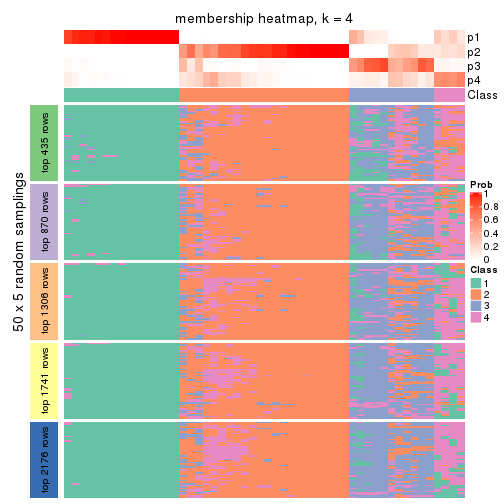 membership heatmap, k = 4
p1
p2
p3
p4
Class
50 x 5 random samplings
top 435 rows
top 870 rows
top 1306 rows
top 1741 rows
top 2176 rows
Prob
1
0.8
0.6
0.4
0.2
0
Class
1
2
3
4